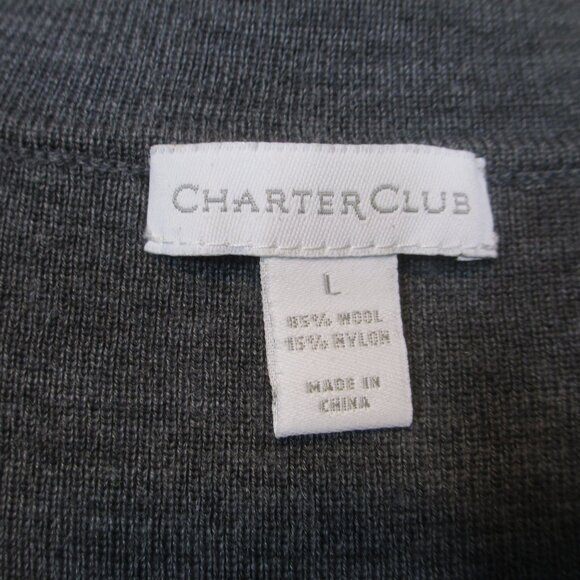 CHARTER CLUB
L
85% WOOL
15% NYLON
MADE IN
CHINA